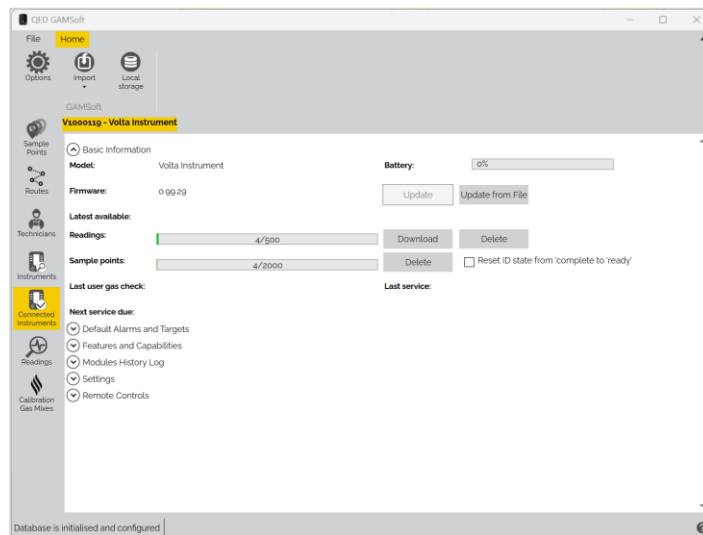 QED GAMSoft
File Home
Options
Import
Local
storage
GAMSoft
V1000119 - Volta Instrument
Sample
Points
Routes
Technicians
Instruments
Connected
Instruments
Readings
Calibration
Gas Mixes
Basic Information
Model: Volta Instrument Battery: 0%
Firmware: 0.99.29 Update Update from File
Latest available:
Readings: 4/500 Download Delete
Sample points: 4/2000 Delete Reset ID state from 'complete to 'ready'
Last user gas check: Last service:
Next service due:
Default Alarms and Targets
Features and Capabilities
Modules History Log
Settings
Remote Controls
Database is initialised and configured